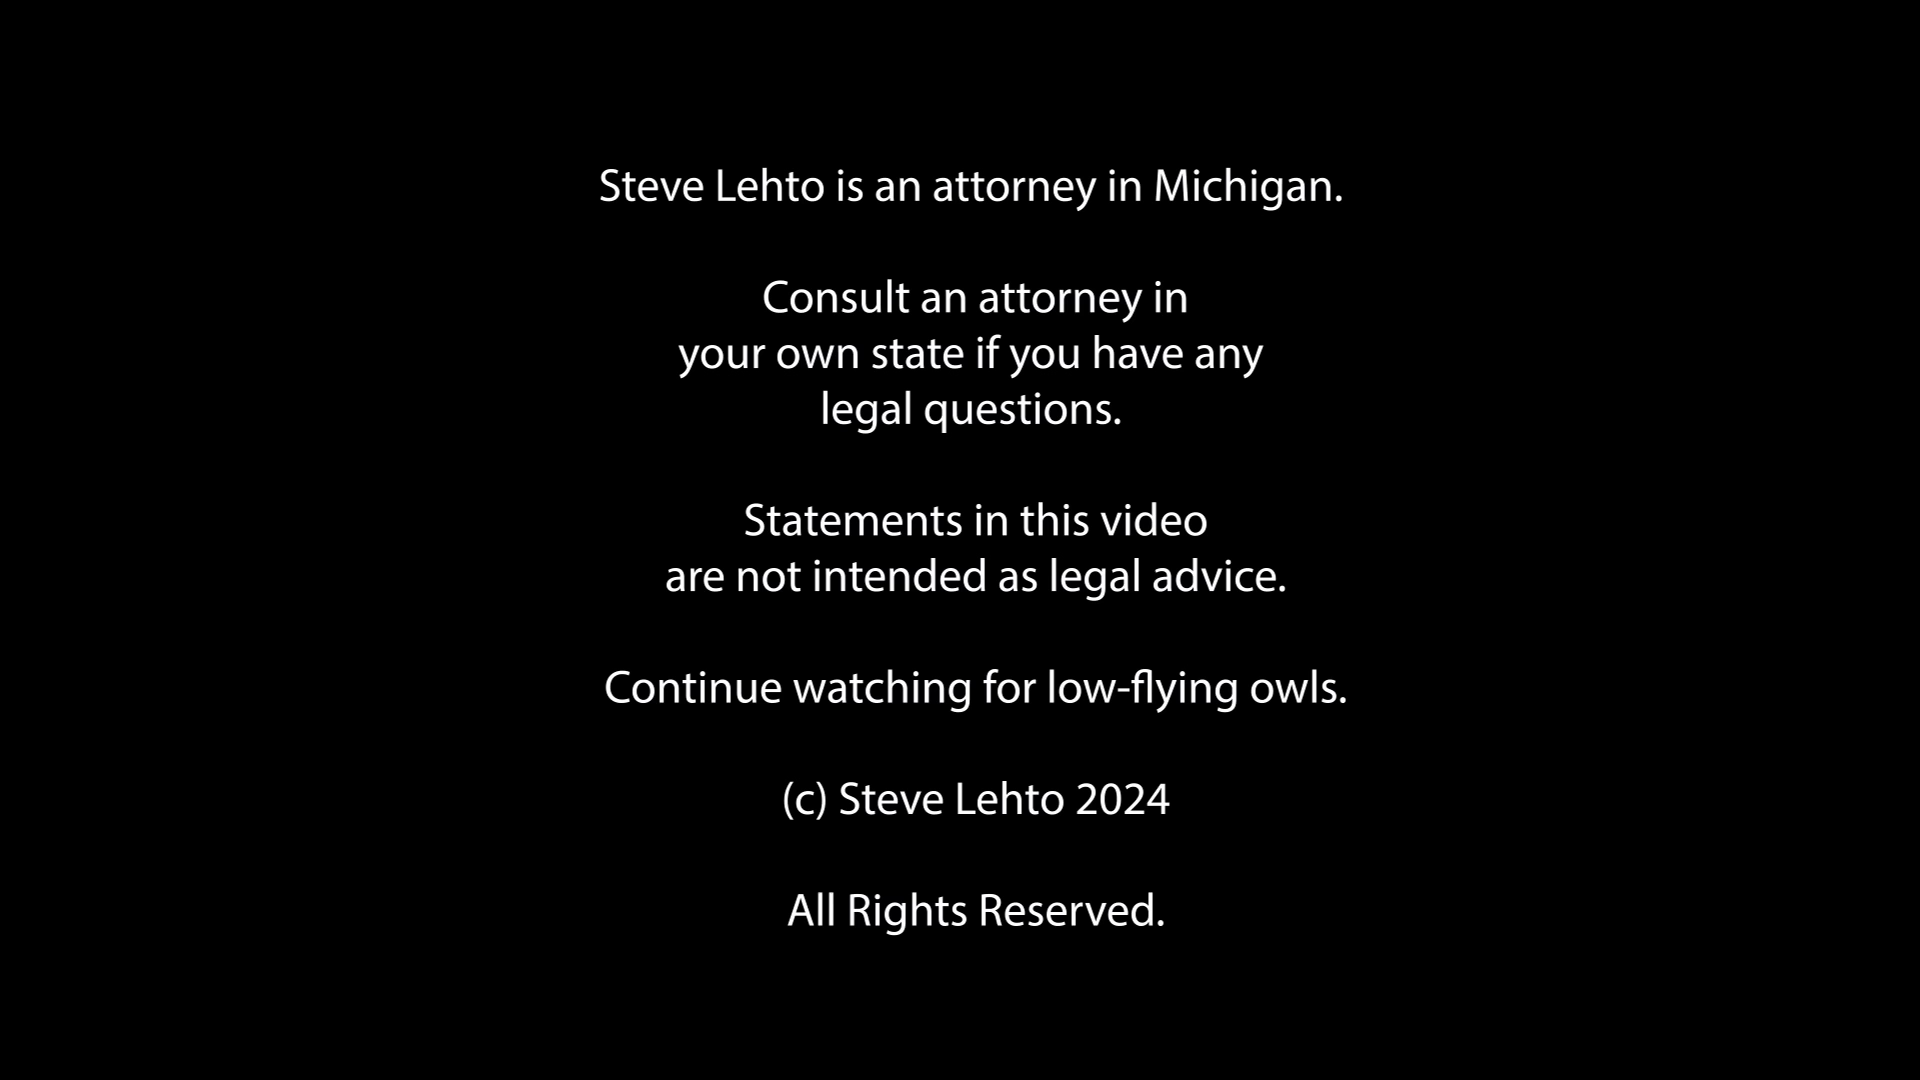 Steve Lehto is an attorney in Michigan.
Consult an attorney in
your own state if you have any
legal questions.
Statements in this video
are not intended as legal advice.
Continue watching for low-flying owls.
(c) Steve Lehto 2024
All Rights Reserved.